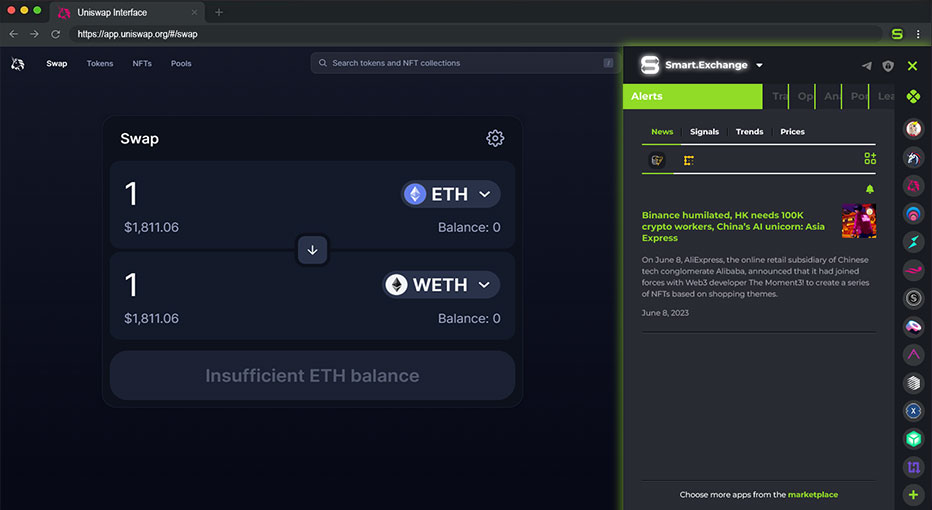 Uniswap Interface
https://app.uniswap.org/#/swap
Swap Tokens NFTs Pools
Search tokens and NFT collections /
Swap
1 ETH
$1,811.06 Balance: 0
1 WETH
$1,811.06 Balance: 0
Insufficient ETH balance
Smart.Exchange
Alerts Tra Op Ana Por Lea
News Signals Trends Prices
Binance humilated, HK needs 100K
crypto workers, China's AI unicorn: Asia
Express
On June 8, AliExpress, the online retail subsidiary of Chinese
tech conglomerate Alibaba, announced that it had joined
forces with Web3 developer The Moment3! to create a series
of NFTs based on shopping themes.
June 8, 2023
Choose more apps from the marketplace